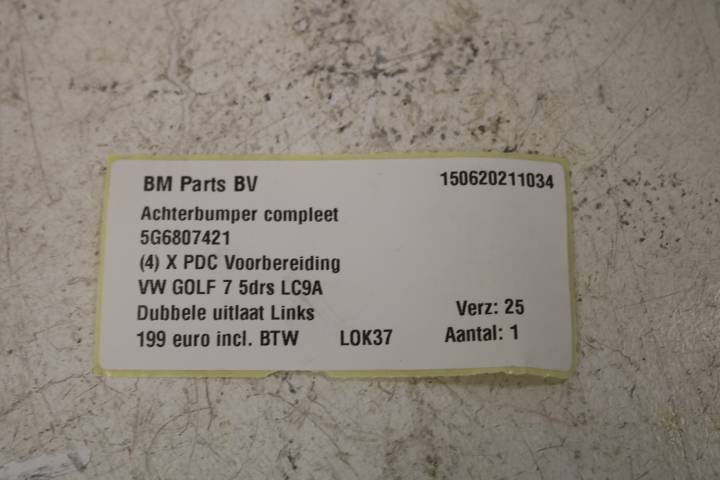 BM Parts BV 150620211034
Achterbumper compleet
5G6807421
(4) X PDC Voorbereiding
VW GOLF 7 5drs LC9A
Dubbele uitlaat Links Verz: 25
199 euro incl. BTW LOK37 Aantal: 1